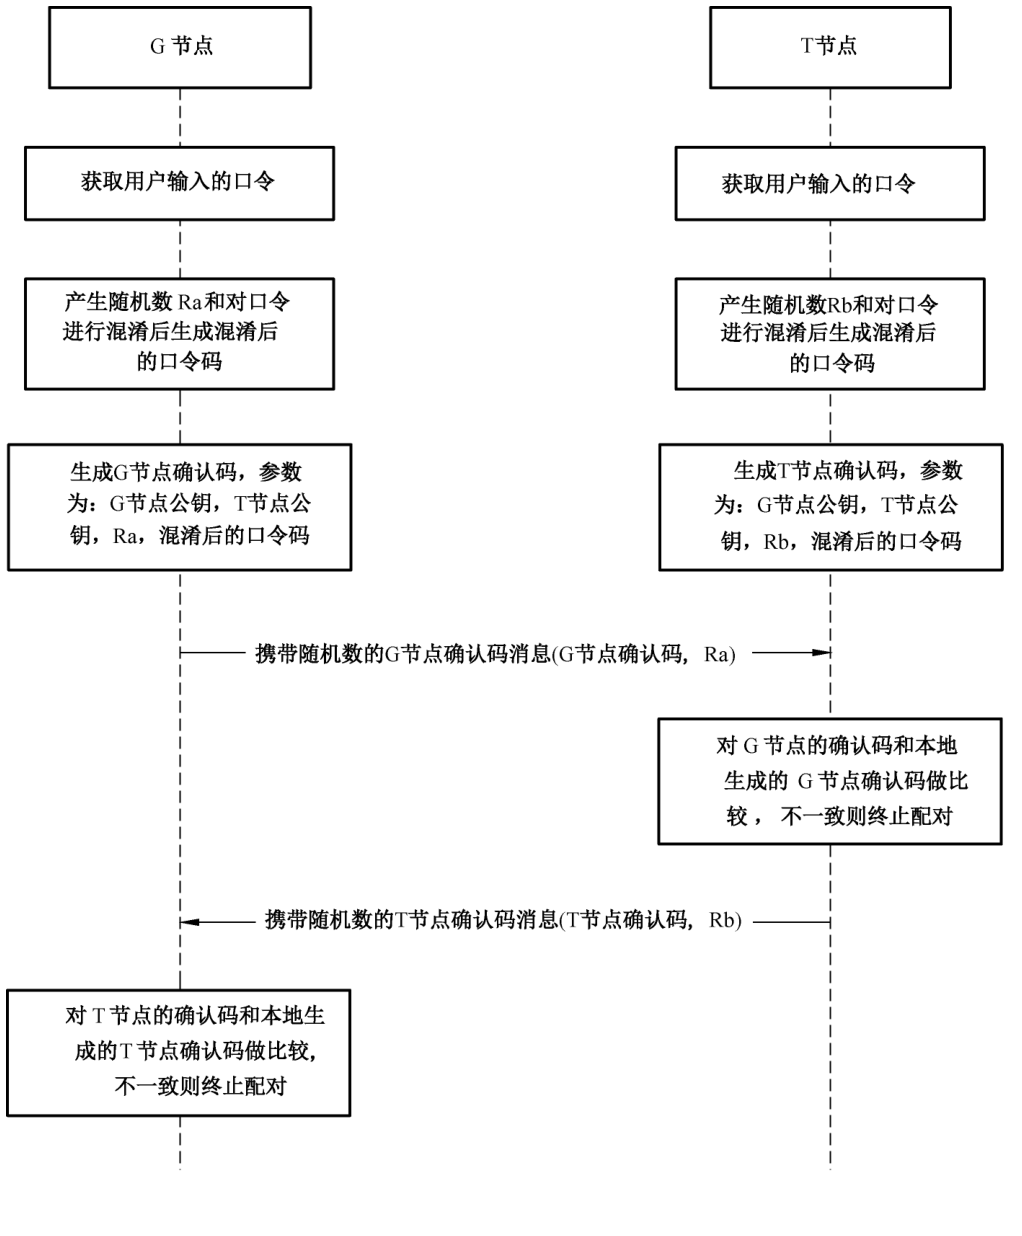 G 节点
T节点
获取用户输入的口令
获取用户输入的口令
产生随机数 Ra和对口令
进行混淆后生成混淆后
的口令码
产生随机数Rb和对口令
进行混淆后生成混淆后
的口令码
生成G节点确认码，参数
为：G节点公钥，T节点公
钥，Ra，混淆后的口令码
生成T节点确认码，参数
为：G节点公钥，T节点公
钥，Rb，混淆后的口令码
携带随机数的G节点确认码消息(G节点确认码，Ra)
对 G 节点的确认码和本地
生成的 G 节点确认码做比
较 ， 不一致则终止配对
携带随机数的T节点确认码消息(T节点确认码，Rb)
对 T 节点的确认码和本地生
成的T 节点确认码做比较，
不一致则终止配对